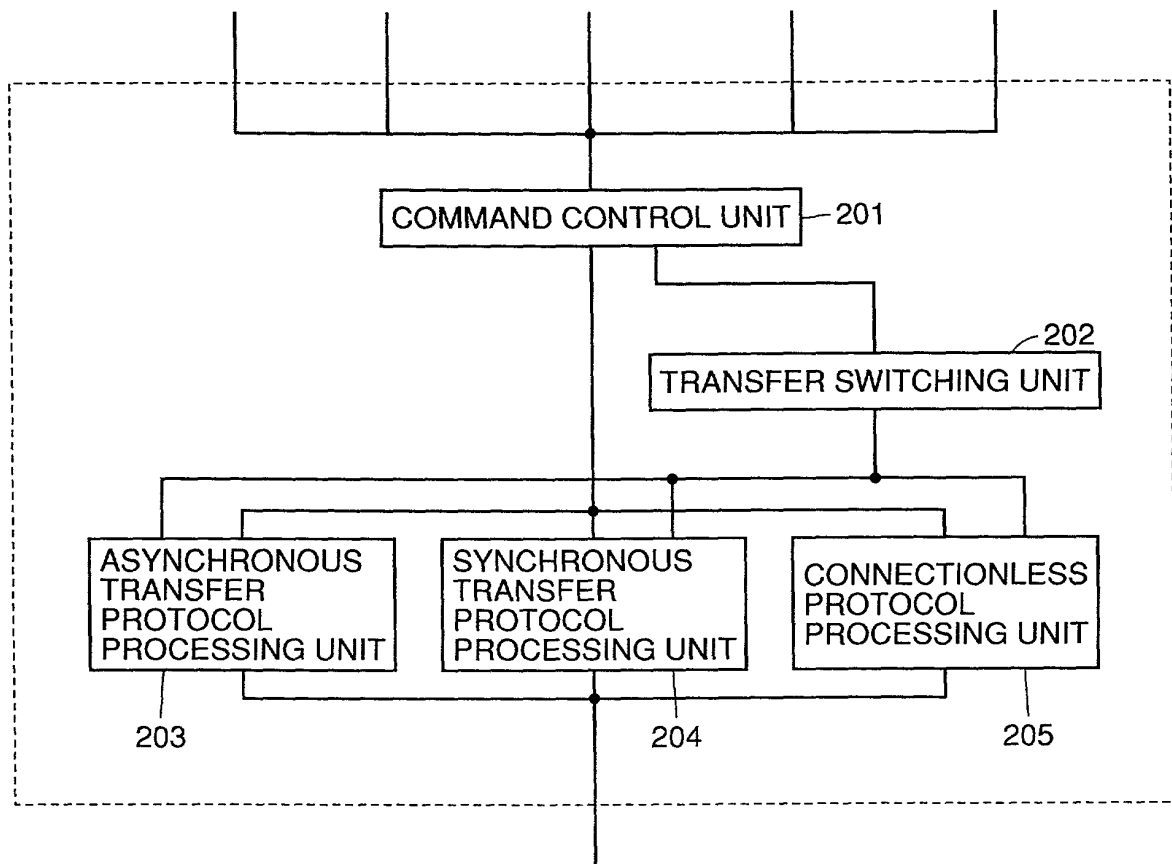 COMMAND CONTROL UNIT
201
202
TRANSFER SWITCHING UNIT
ASYNCHRONOUS
TRANSFER
PROTOCOL
PROCESSING UNIT
SYNCHRONOUS
TRANSFER
PROTOCOL
PROCESSING UNIT
CONNECTIONLESS
PROTOCOL
PROCESSING UNIT
203
204
205